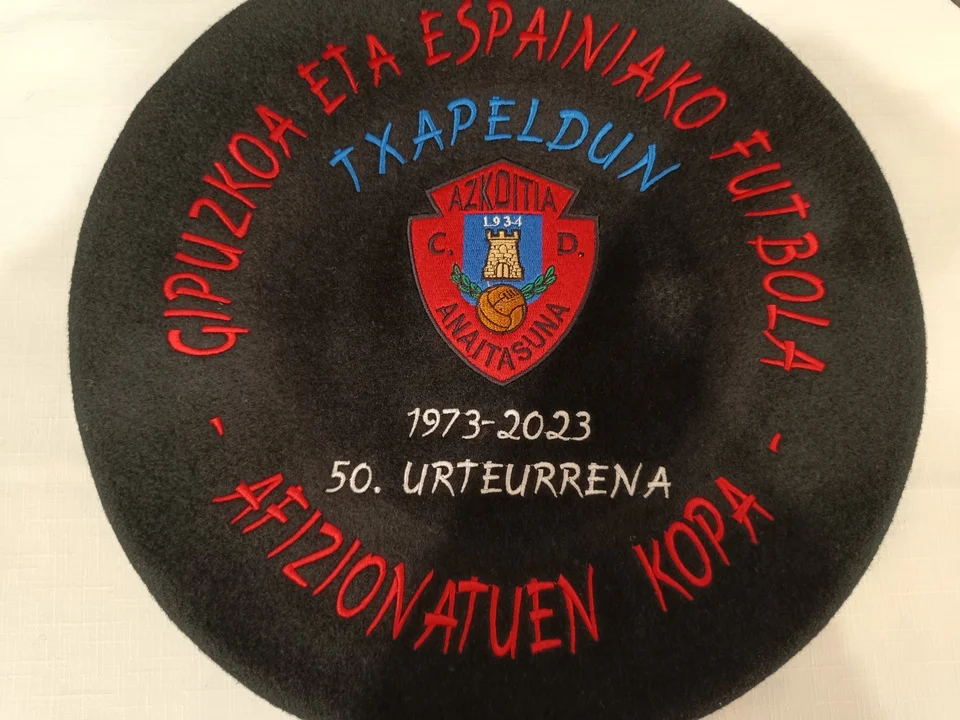 GIPUZKOA ETA ESPAINIAKO FUTBOLA
TXAPELDUN
AZKOITIA
1934
C. D.
ANAITASUNA
1973-2023
50. URTEURRENA
- AFIZIONATUEN KOPA -